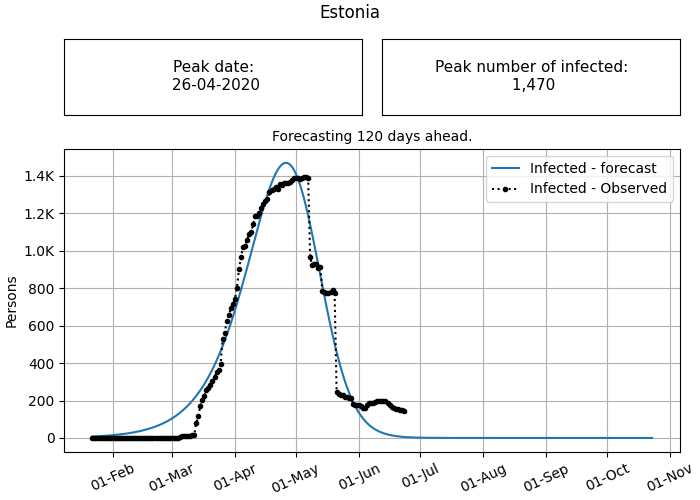 Estonia
Peak date:
26-04-2020
Peak number of infected:
1,470
Forecasting 120 days ahead.
Infected - forecast
Infected - Observed
Persons
1.4K
1.2K
1.0K
800
600
400
200
0
01-Feb
01-Mar
01-Apr
01-May
01-Jun
01-Jul
01-Aug
01-Sep
01-Oct
01-Nov